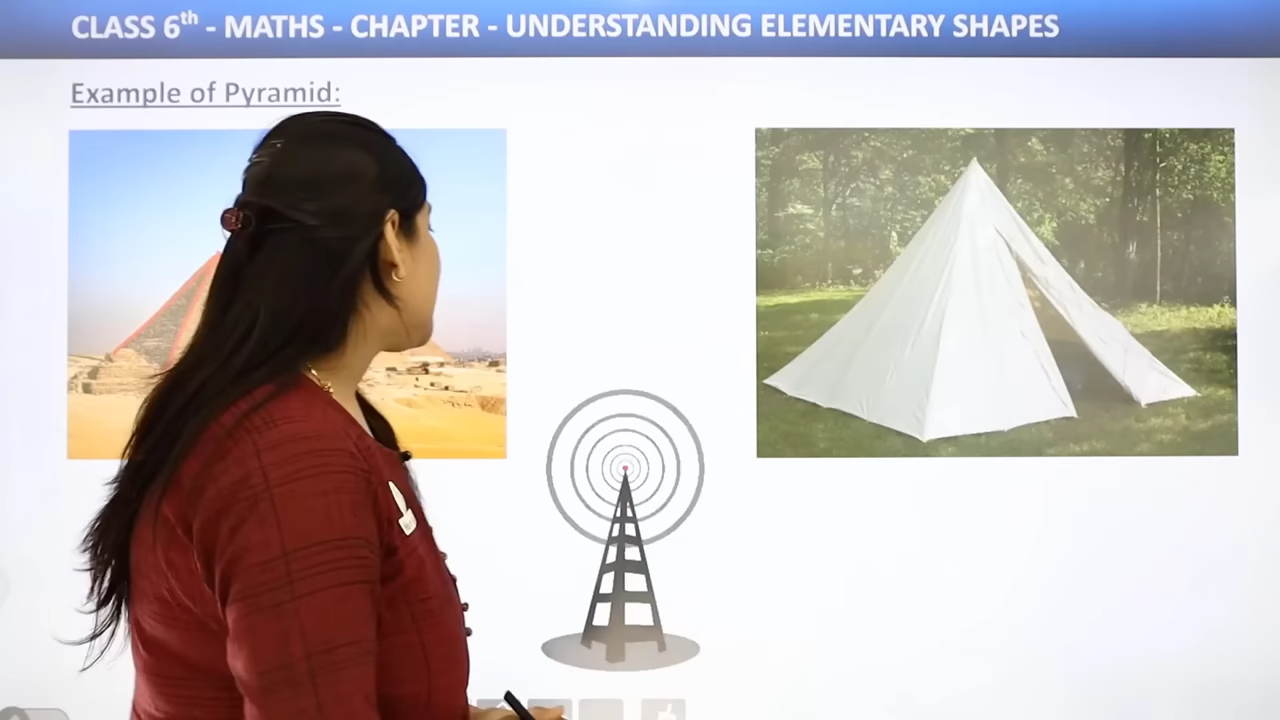 CLASS 6th - MATHS - CHAPTER - UNDERSTANDING ELEMENTARY SHAPES
Example of Pyramid: